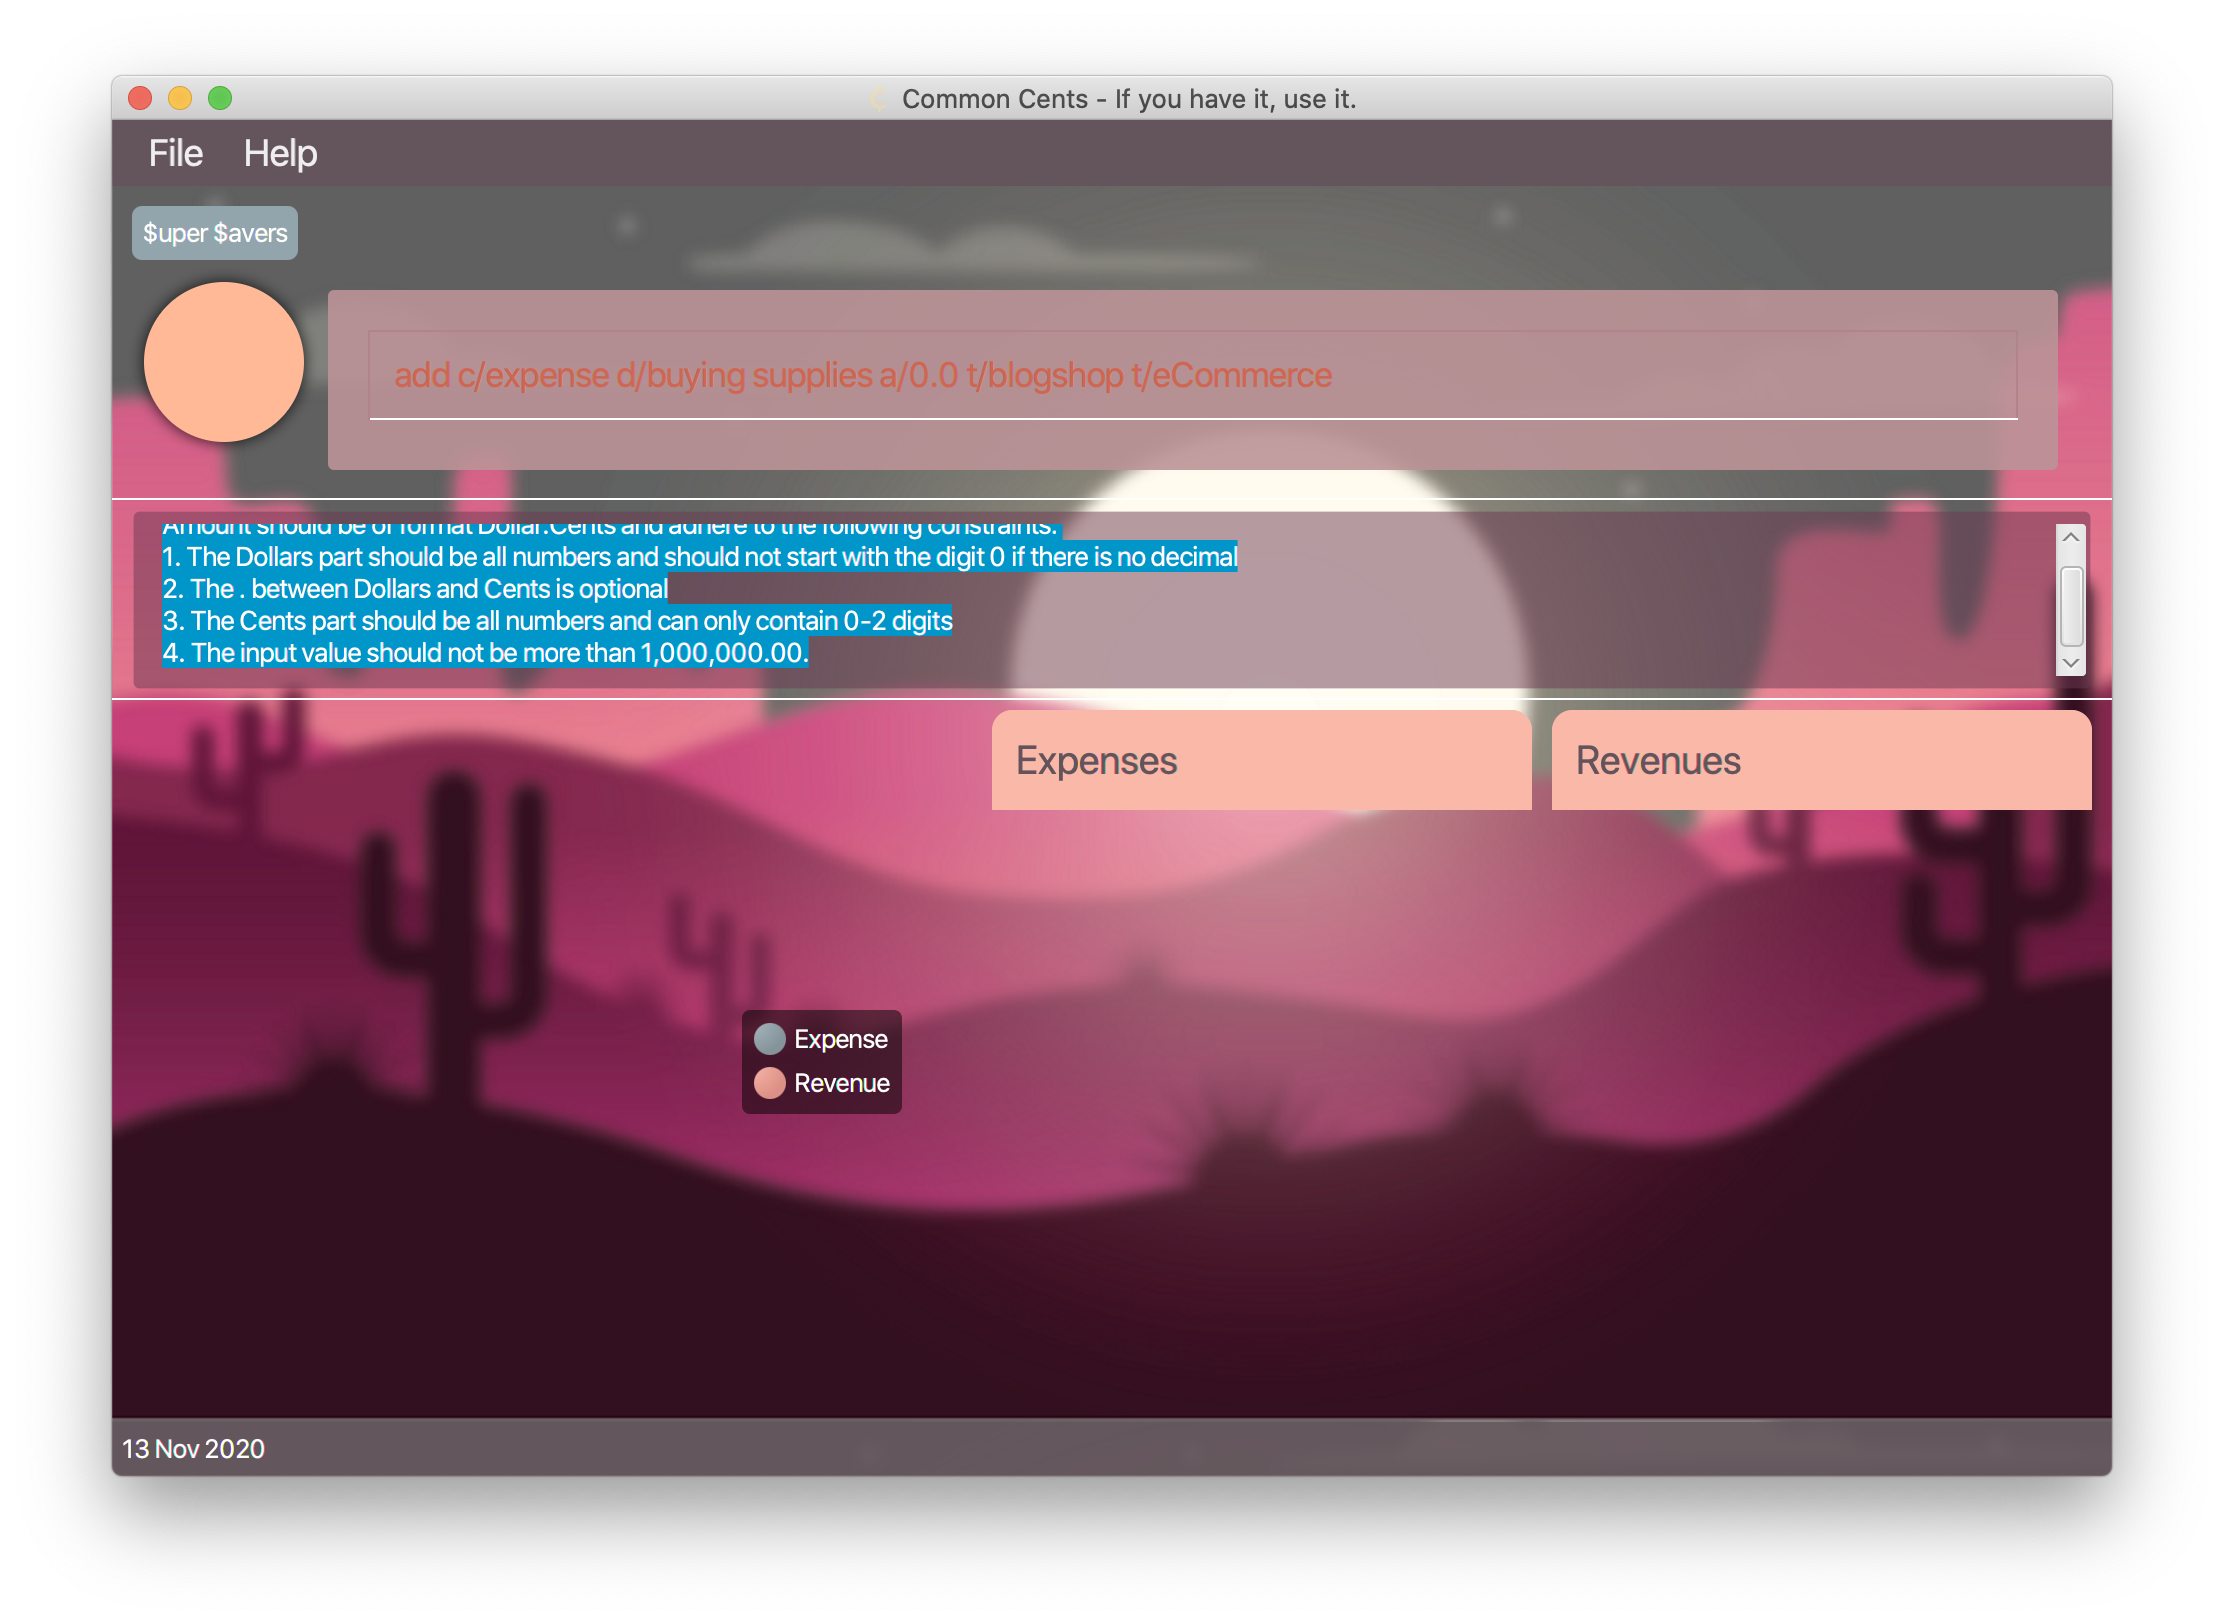 Common Cents - If you have it, use it.
File Help
$uper $avers
add c/expense d/buying supplies a/0.0 t/blogshop t/eCommerce
Amount should be of format Dollar.Cents and adhere to the following constraints:
1. The Dollars part should be all numbers and should not start with the digit 0 if there is no decimal
2. The . between Dollars and Cents is optional
3. The Cents part should be all numbers and can only contain 0-2 digits
4. The input value should not be more than 1,000,000.00.
Expenses
Revenues
Expense
Revenue
13 Nov 2020